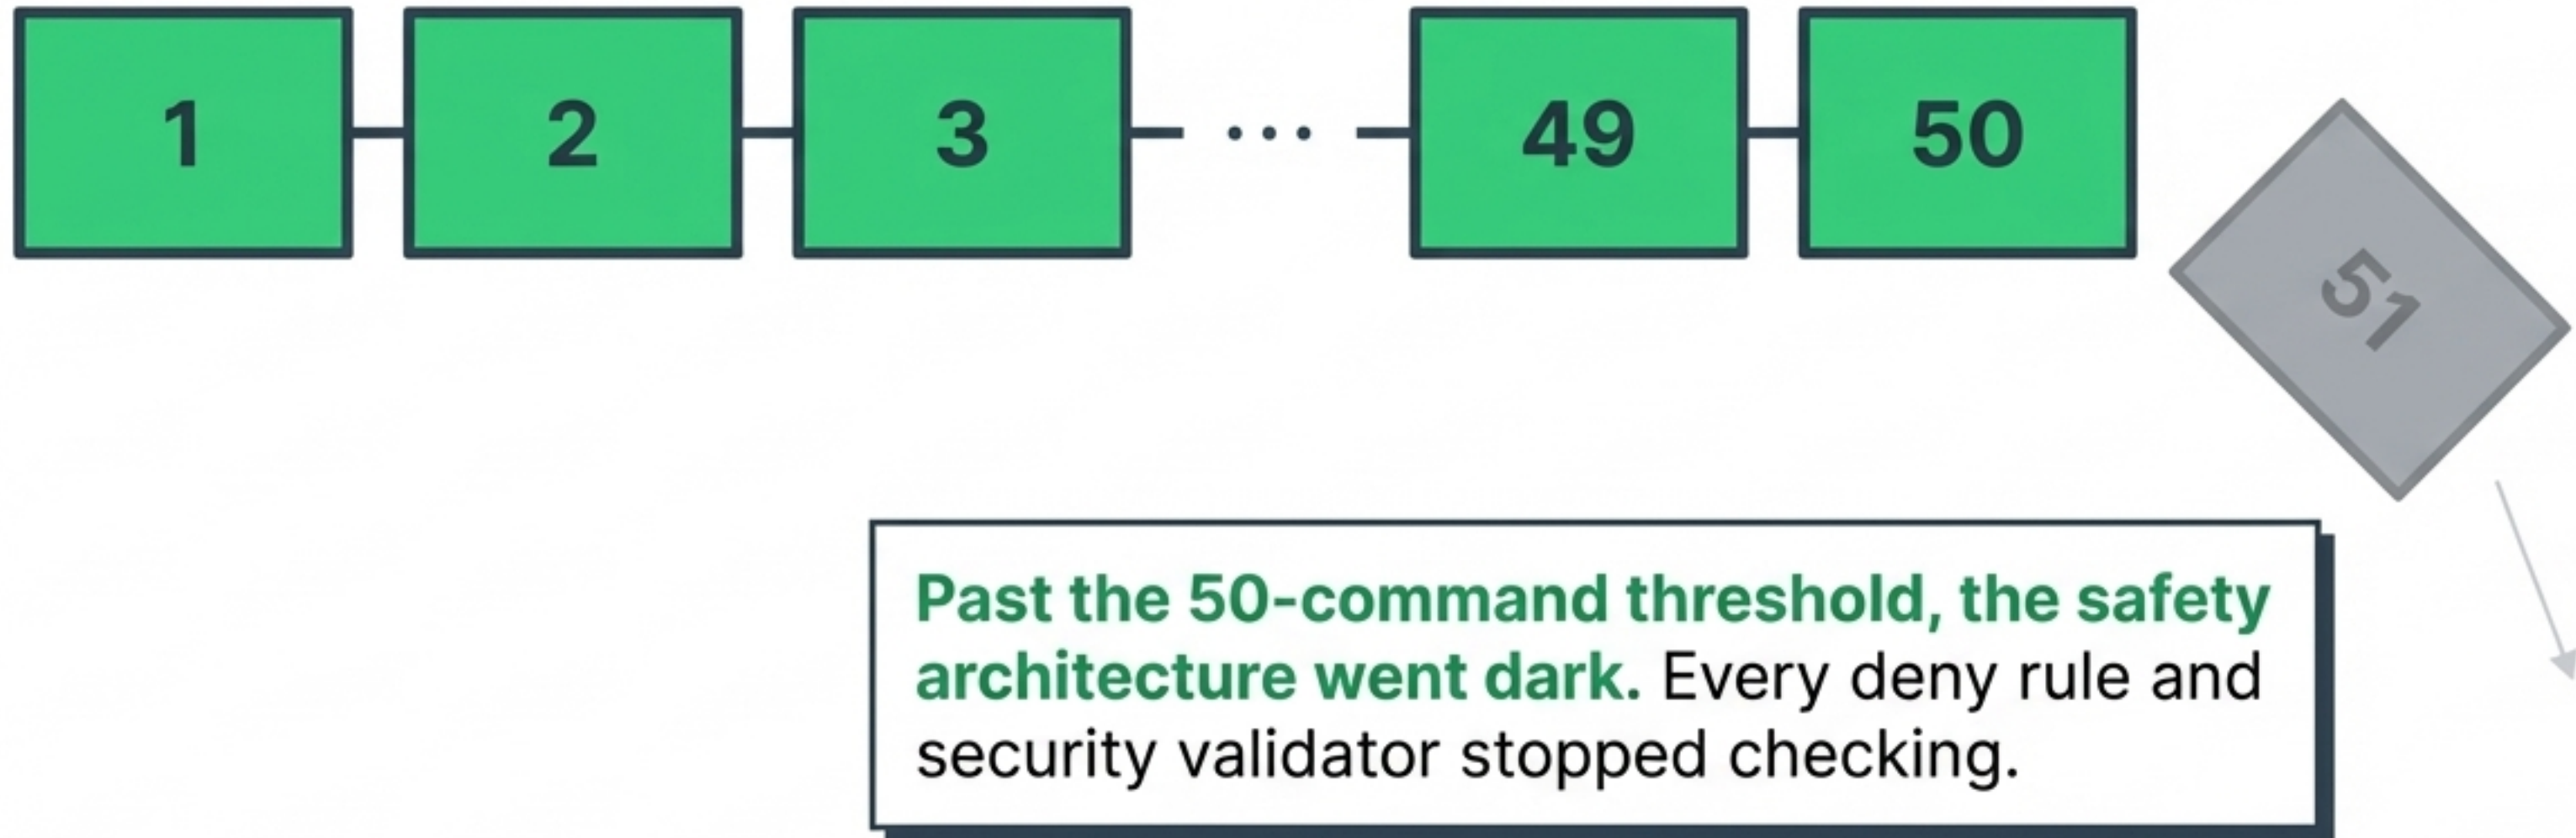 1 2 3 ... 49 50
51
Past the 50-command threshold, the safety
architecture went dark. Every deny rule and
security validator stopped checking.